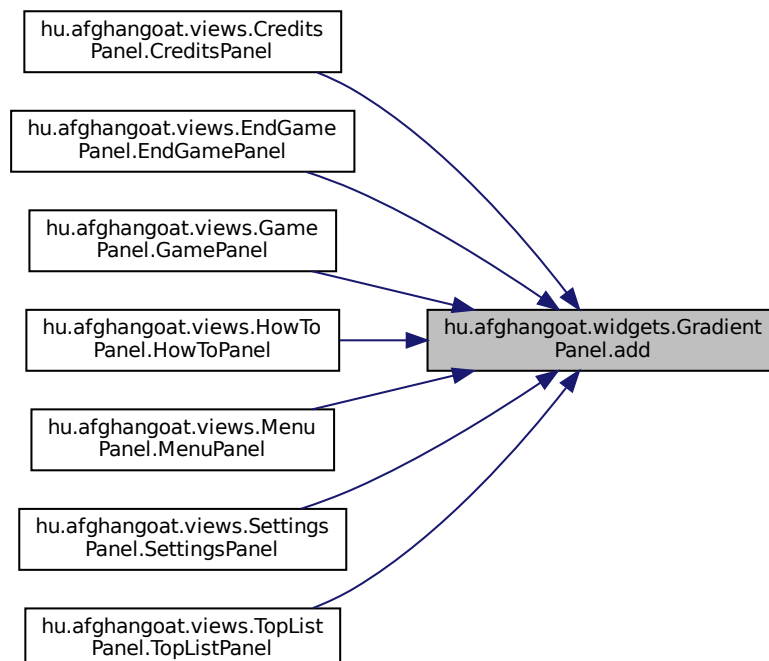 hu.afghangoat.views.Credits
Panel.CreditsPanel
hu.afghangoat.views.EndGame
Panel.EndGamePanel
hu.afghangoat.views.Game
Panel.GamePanel
hu.afghangoat.views.HowTo
Panel.HowToPanel
hu.afghangoat.widgets.Gradient
Panel.add
hu.afghangoat.views.Menu
Panel.MenuPanel
hu.afghangoat.views.Settings
Panel.SettingsPanel
hu.afghangoat.views.TopList
Panel.TopListPanel